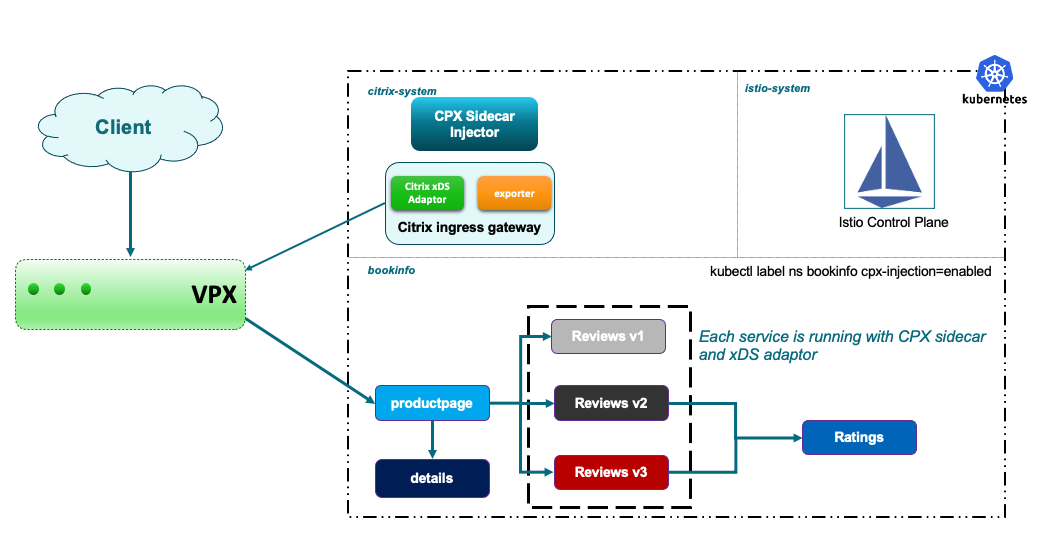 citrix-system
istio-system
kubernetes
Client
CPX Sidecar
Injector
Citrix xDS
Adaptor
exporter
Citrix ingress gateway
Istio Control Plane
bookinfo
kubectl label ns bookinfo cpx-injection=enabled
VPX
Reviews v1
Each service is running with CPX sidecar
and xDS adaptor
productpage
Reviews v2
Ratings
details
Reviews v3